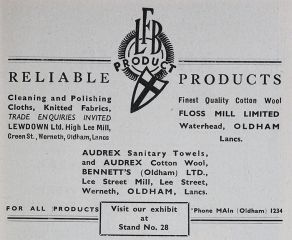 LFB
PRODUCT
RELIABLE PRODUCTS
Cleaning and Polishing
Cloths, Knitted Fabrics,
TRADE ENQUIRIES INVITED
LEWDOWN Ltd. High Lee Mill,
Green St., Werneth, Oldham, Lancs
Finest Quality Cotton Wool
FLOSS MILL LIMITED
Waterhead, OLDHAM
Lancs.
AUDREX Sanitary Towels,
and AUDREX Cotton Wool,
BENNETT'S (Oldham) LTD.,
Lee Street Mill, Lee Street,
Werneth, OLDHAM, Lancs.
FOR ALL PRODUCTS
Visit our exhibit
at
Stand No. 28
'Phone MAIn (Oldham) 1234